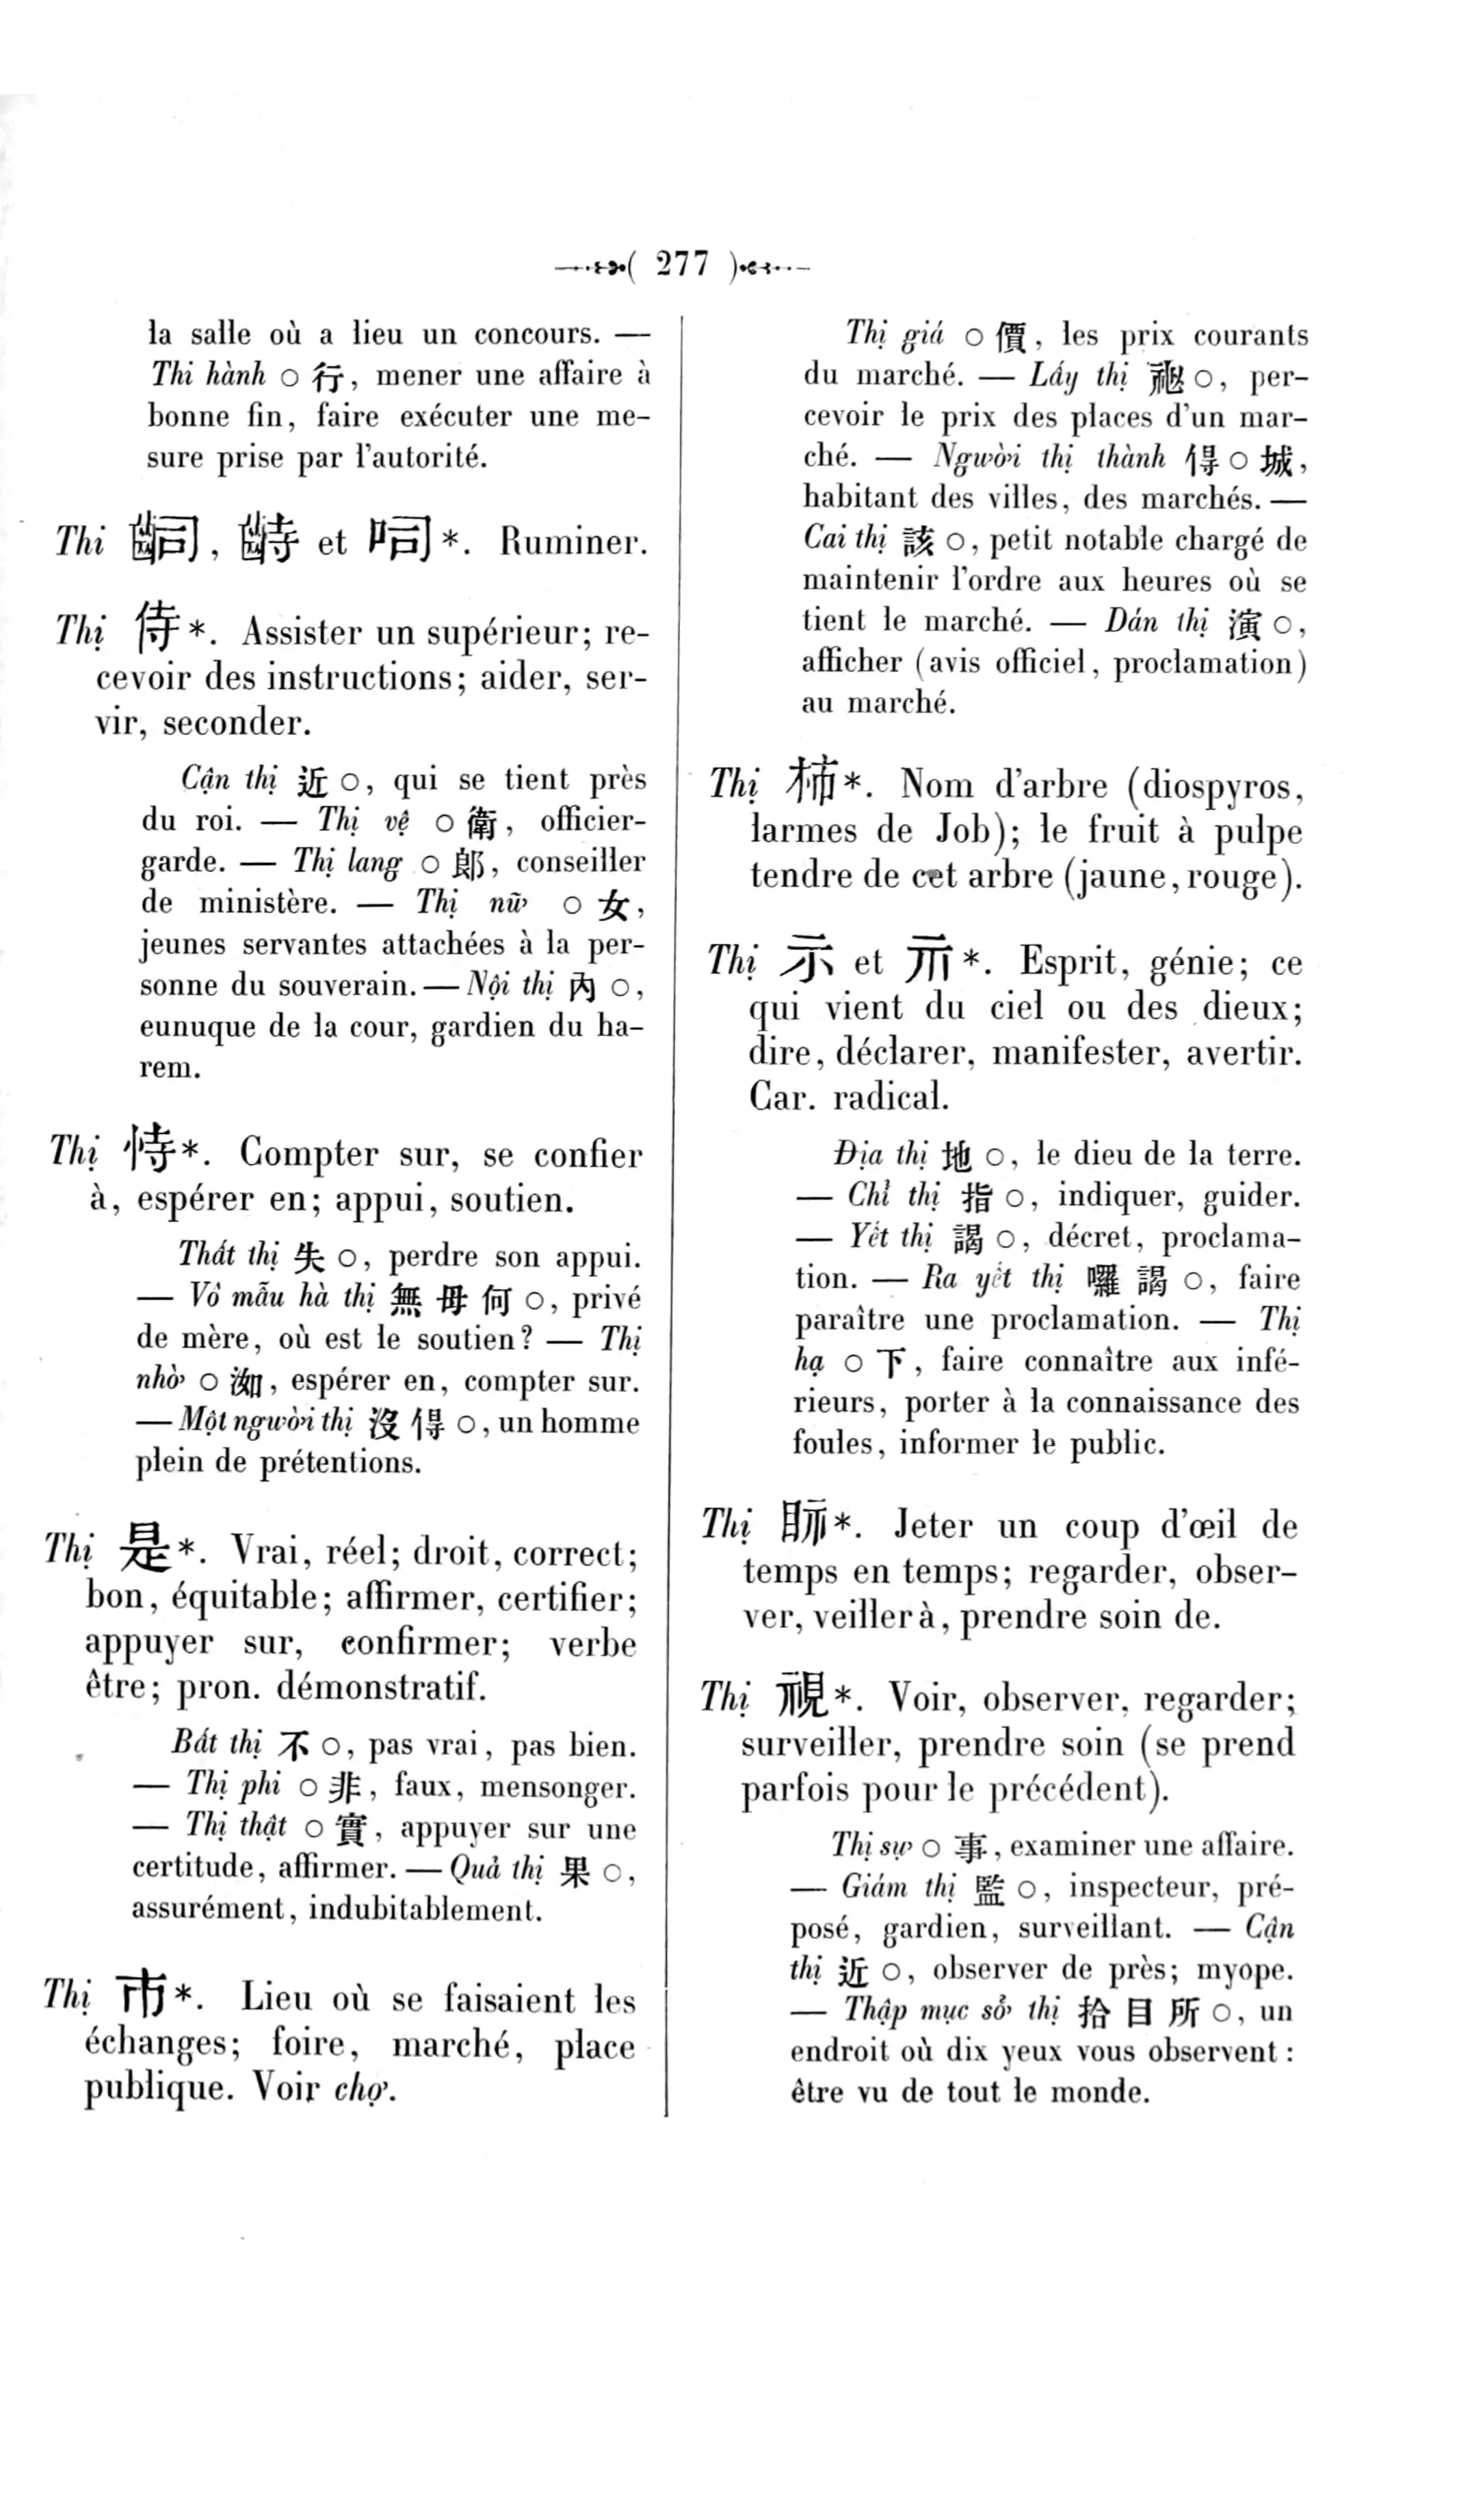 ( 277 )
la salle où a lieu un concours. —
Thi hành ○ 行, mener une affaire à
bonne fin, faire exécuter une me-
sure prise par l'autorité.
Thi 齝, 齛 et 呞 *. Ruminer.
Thị 侍 *. Assister un supérieur; re-
cevoir des instructions; aider, ser-
vir, seconder.
Cận thị 近 ○, qui se tient près
du roi. — Thị vệ ○ 衛, officier-
garde. — Thị lang ○ 郞, conseiller
de ministère. — Thị nữ ○ 女,
jeunes servantes attachées à la per-
sonne du souverain. — Nội thị 內 ○,
eunuque de la cour, gardien du ha-
rem.
Thị 恃 *. Compter sur, se confier
à, espérer en; appui, soutien.
Thất thị 失 ○, perdre son appui.
— Vô mẫu hà thị 無 母 何 ○, privé
de mère, où est le soutien? — Thị
nhờ ○ 洳, espérer en, compter sur.
— Một người thị 沒 㝵 ○, un homme
plein de prétentions.
Thị 是 *. Vrai, réel; droit, correct;
bon, équitable; affirmer, certifier;
appuyer sur, confirmer; verbe
être; pron. démonstratif.
Bất thị 不 ○, pas vrai, pas bien.
— Thị phi ○ 非, faux, mensonger.
— Thị thật ○ 實, appuyer sur une
certitude, affirmer. — Quả thị 果 ○,
assurément, indubitablement.
Thị 市 *. Lieu où se faisaient les
échanges; foire, marché, place
publique. Voir chợ.
Thị giá ○ 價, les prix courants
du marché. — Lấy thị ○, per-
cevoir le prix des places d'un mar-
ché. — Người thị thành 㝵 ○ 城,
habitant des villes, des marchés. —
Cai thị 該 ○, petit notable chargé de
maintenir l'ordre aux heures où se
tient le marché. — Dán thị 演 ○,
afficher (avis officiel, proclamation)
au marché.
Thị 柿 *. Nom d'arbre (diospyros,
larmes de Job); le fruit à pulpe
tendre de cet arbre (jaune, rouge).
Thị 示 et 𥘅 *. Esprit, génie; ce
qui vient du ciel ou des dieux;
dire, déclarer, manifester, avertir.
Car. radical.
Địa thị 地 ○, le dieu de la terre.
— Chỉ thị 指 ○, indiquer, guider.
— Yết thị 謁 ○, décret, proclama-
tion. — Ra yết thị 囉 謁 ○, faire
paraître une proclamation. — Thị
hạ ○ 下, faire connaître aux infé-
rieurs, porter à la connaissance des
foules, informer le public.
Thị 眎 *. Jeter un coup d'œil de
temps en temps; regarder, obser-
ver, veiller à, prendre soin de.
Thị 視 *. Voir, observer, regarder;
surveiller, prendre soin (se prend
parfois pour le précédent).
Thị sự ○ 事, examiner une affaire.
— Giám thị 監 ○, inspecteur, pré-
posé, gardien, surveillant. — Cận
thị 近 ○, observer de près; myope.
— Thập mục sở thị 拾 目 所 ○, un
endroit où dix yeux vous observent :
être vu de tout le monde.